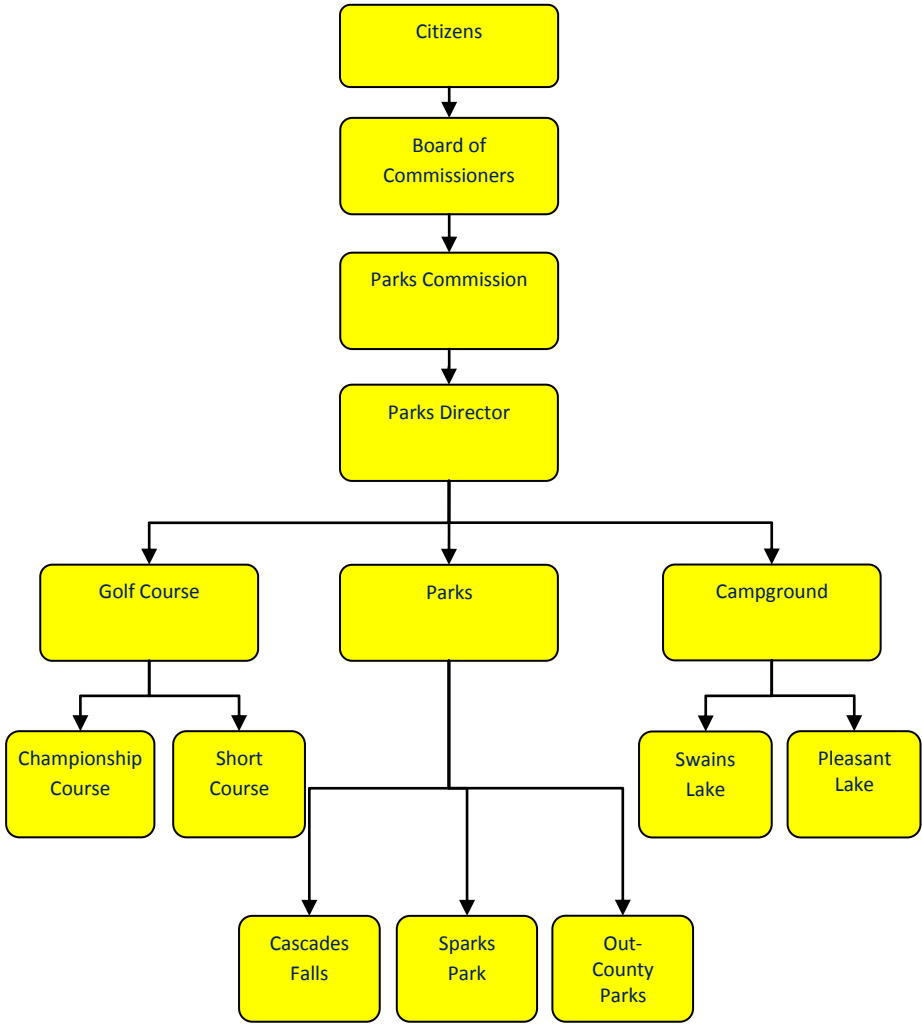 Citizens
Board of
Commissioners
Parks Commission
Parks Director
Golf Course
Parks
Campground
Championship
Course
Short
Course
Swains
Lake
Pleasant
Lake
Cascades
Falls
Sparks
Park
Out-
County
Parks